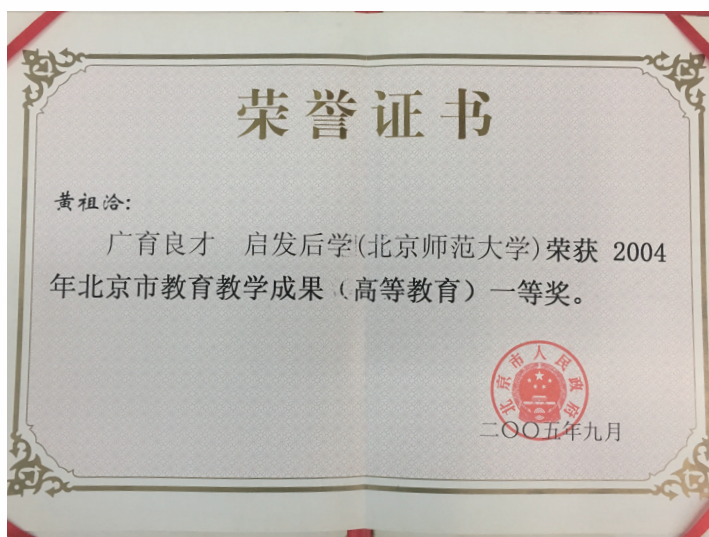 荣誉证书
黄祖洽:
广育良才　启发后学(北京师范大学)荣获 2004
年北京市教育教学成果（高等教育）一等奖。
北京市人民政府
二〇〇五年九月